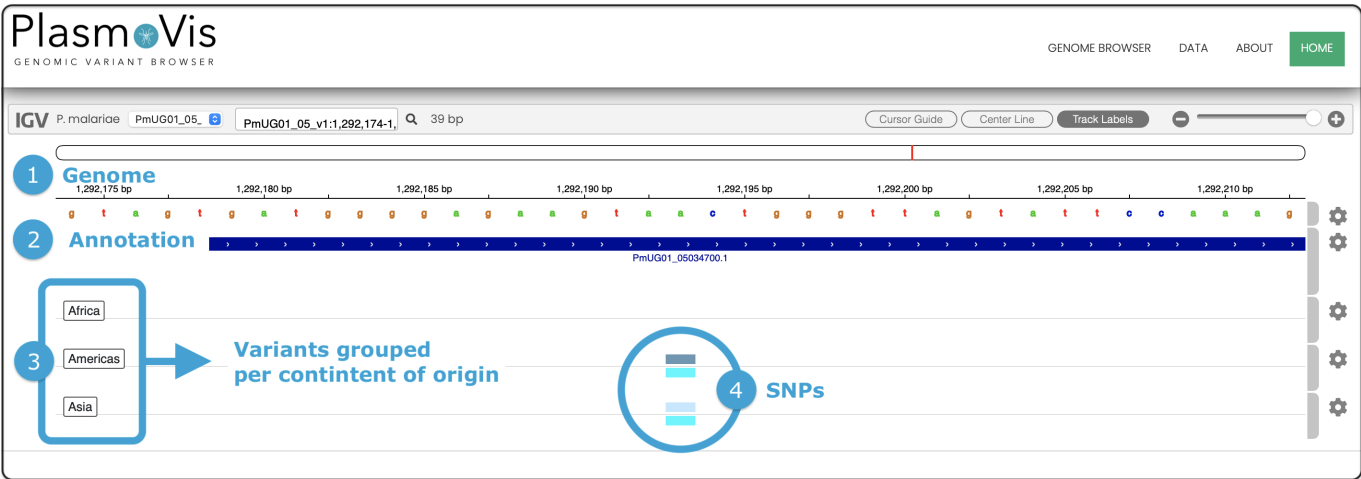 PlasmoVis
GENOMIC VARIANT BROWSER
GENOME BROWSER DATA ABOUT HOME
IGV P. malariae PmUG01_05_ PmUG01_05_v1:1,292,174-1, 39 bp Cursor Guide Center Line Track Labels
1 Genome
1,292,175 bp 1,292,180 bp 1,292,185 bp 1,292,190 bp 1,292,195 bp 1,292,200 bp 1,292,205 bp 1,292,210 bp
g t a g t g a t g g g g a g a a g t a a c t g g g t t a g t a t t c c a a a g
2 Annotation
PmUG01_05034700.1
Africa
3 Americas
Variants grouped
per contintent of origin
4 SNPs
Asia